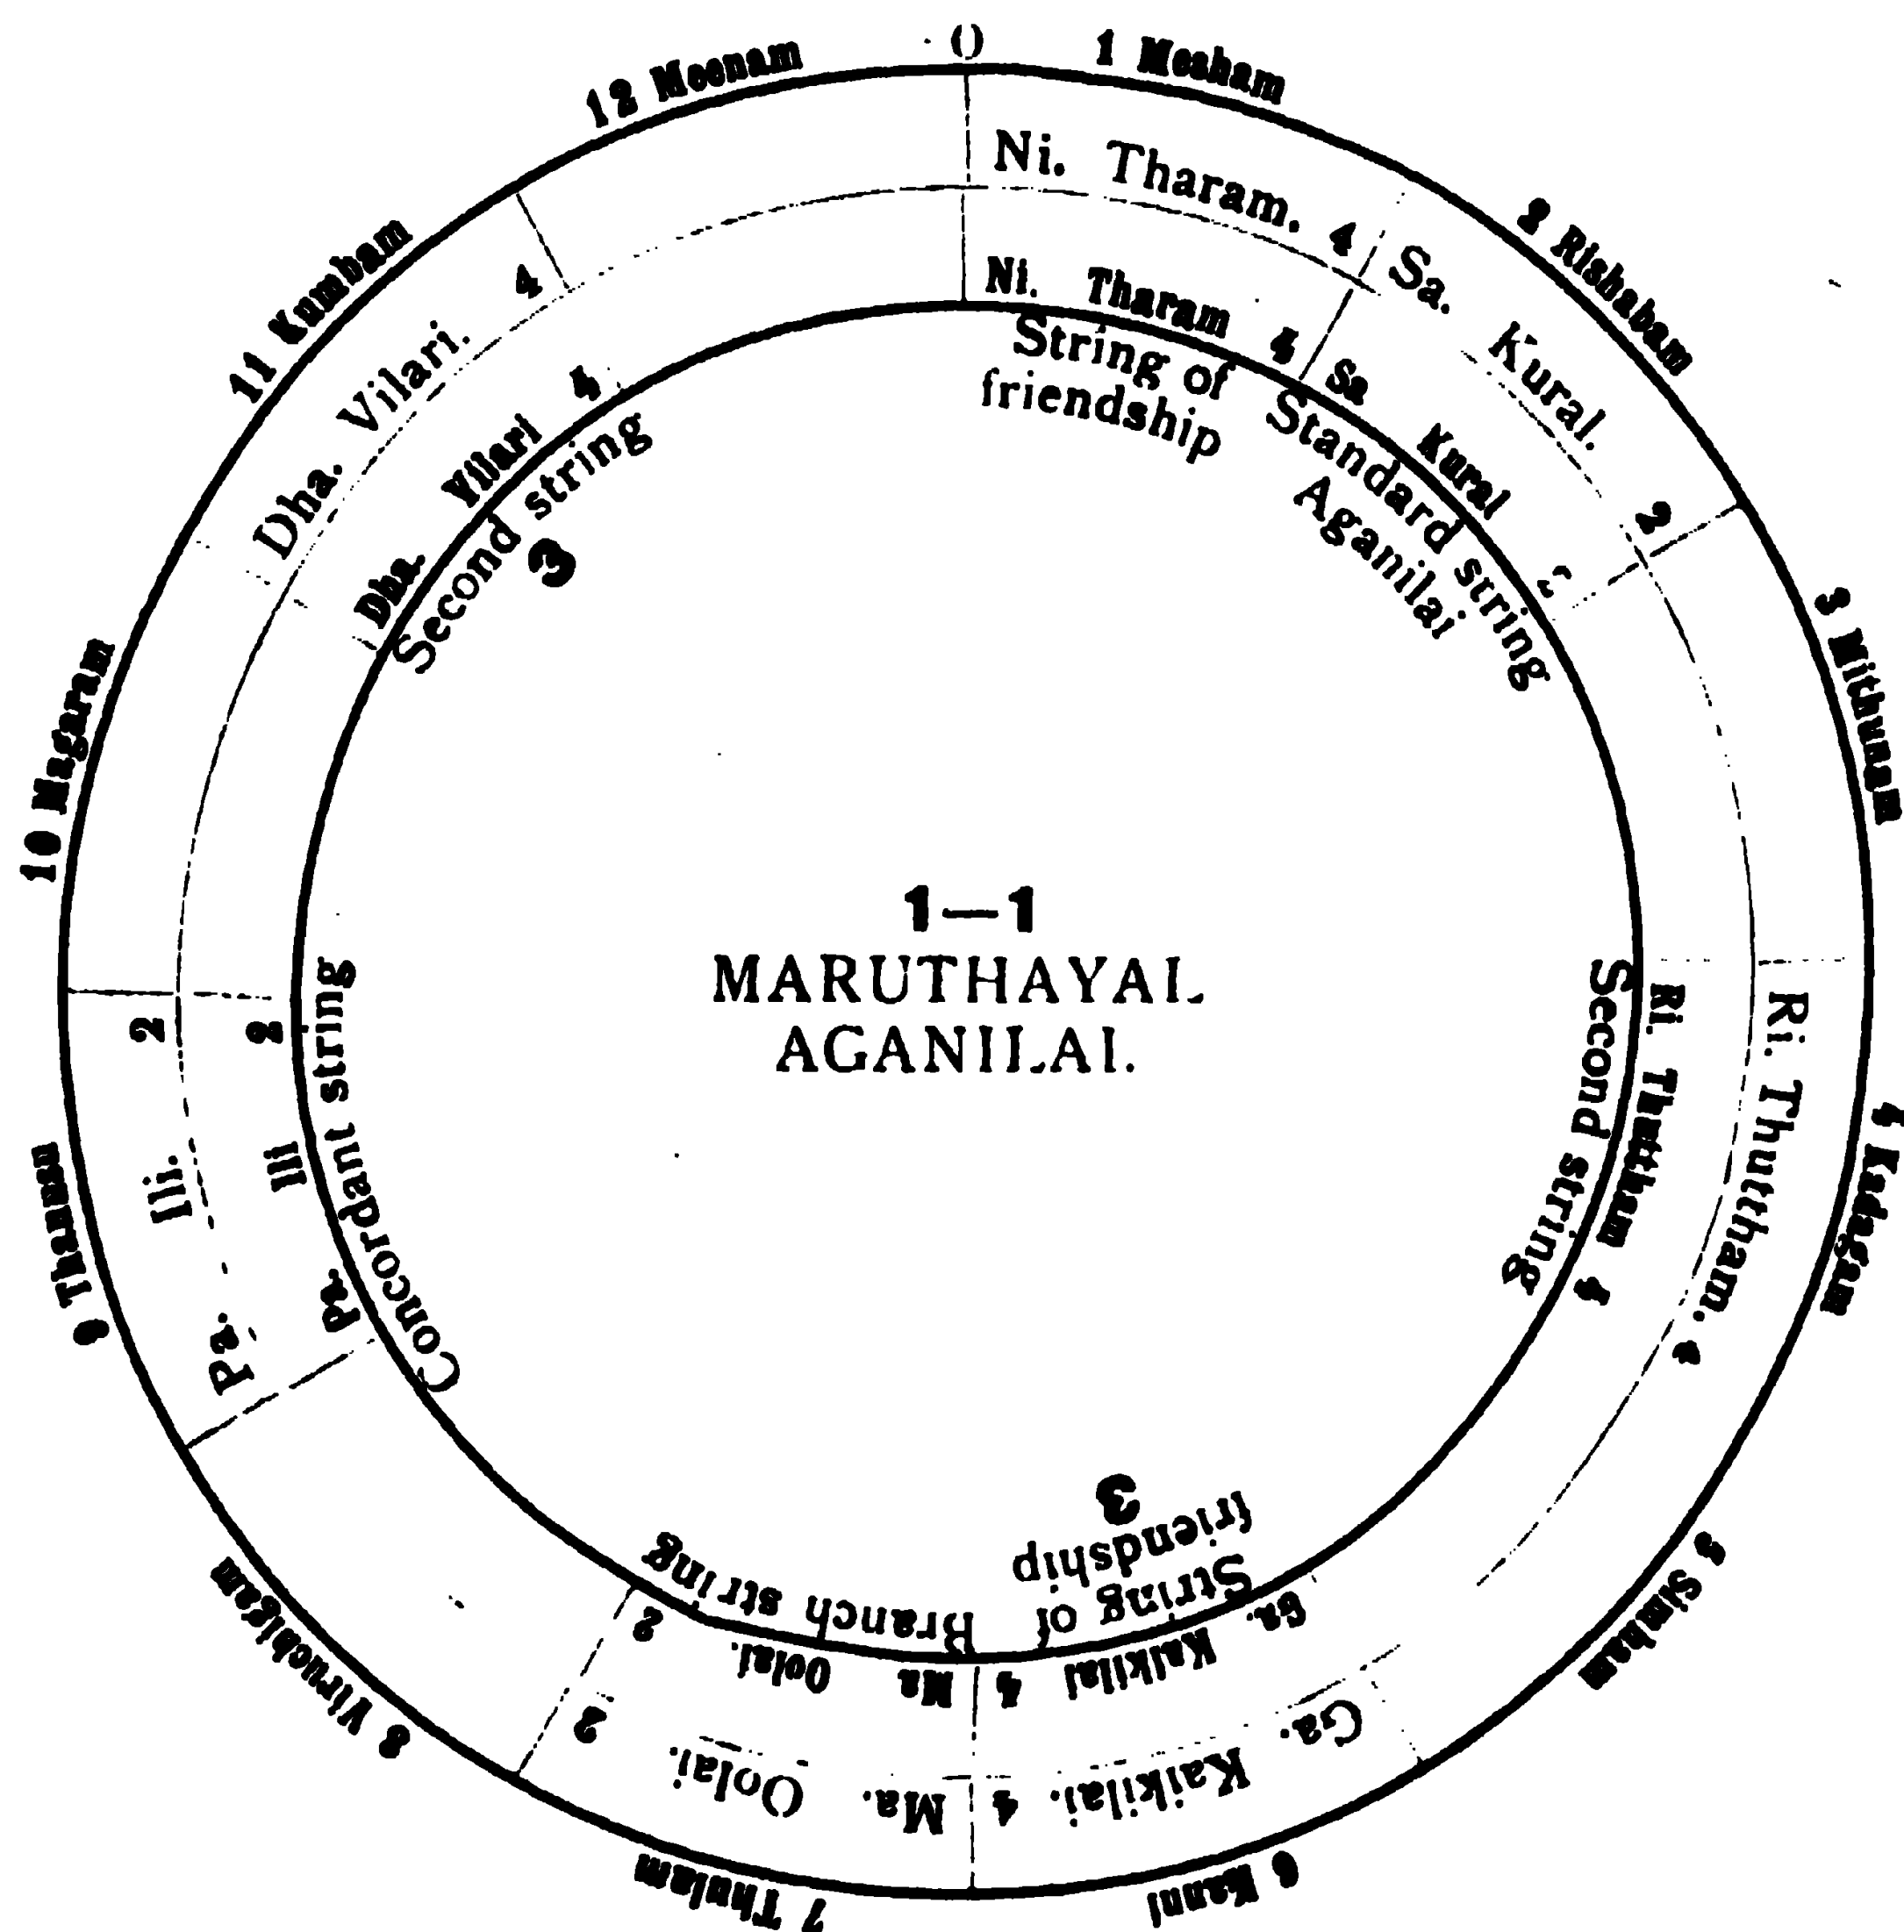 0
1 Mesham
2 Rishabam
3 Mithunam
4 Kadagam
5 Simham
6 Kanni
7 Thulam
8 Viruchigam
9 Thanusu
10 Magaram
11 Kumbam
12 Meenam
Ni. Tharam. 4
Sa. Kural. 2
Ri. Thuttham. 4
Ga. Kaikilai. 4
Ma. Oolai. 2
Pa. Ili. 2
Dha. Vilari. 4
Ni. Tharam 4
Sa Kural
Ri. Thuttham 4
Ga. Kaikilai 4
Ma Oolai. 2
Pa. Ili 2
Dha. Vilari 4
String of
friendship
Standard string
Aganilai
Second string
String of
friendship
3
Branch string
Concordant string
Second string
3
1—1
MARUTHAYAL
AGANILAI.